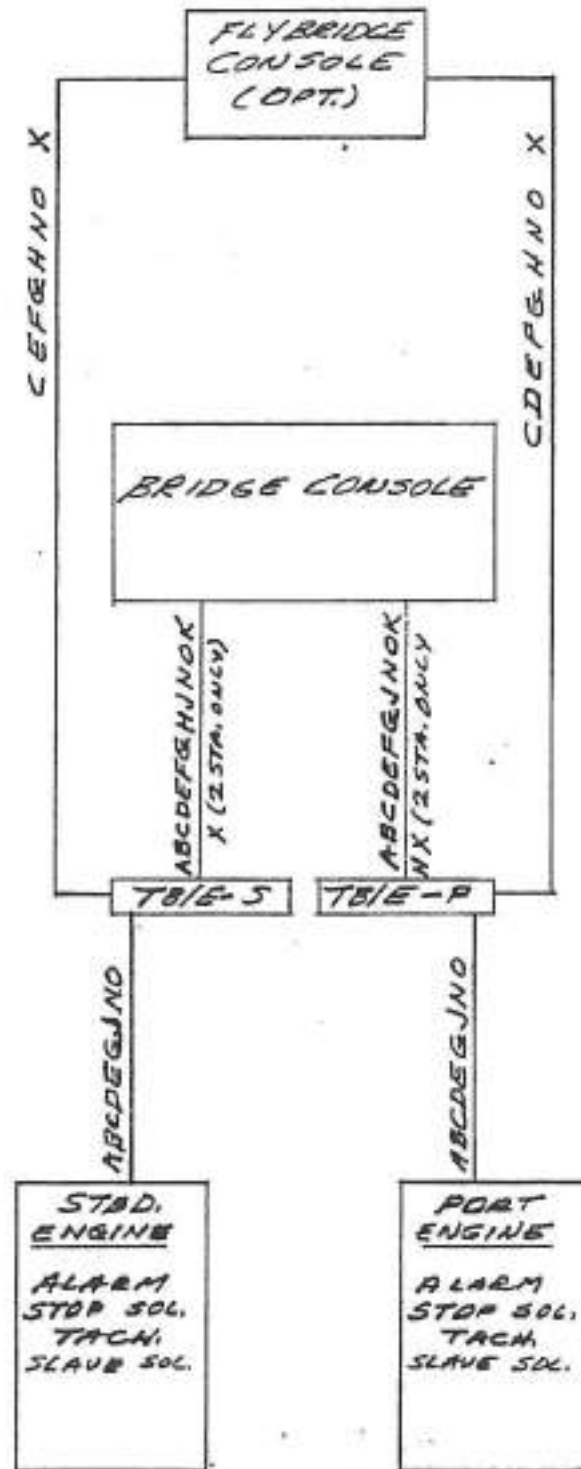 FLYBRIDGE
CONSOLE
(OPT.)
CEFGHNO X
CDEFGHNO X
BRIDGE CONSOLE
ABCDEFGHJNOK
X (2 STA. ONLY)
ABCDEFGJNOK
HX (2 STA. ONLY
TB/E-S
TB/E-P
ABCDEGJNO
ABCDEGJNO
STBD.
ENGINE
ALARM
STOP SOL.
TACH.
SLAVE SOL.
PORT
ENGINE
ALARM
STOP SOL.
TACH.
SLAVE SOL.